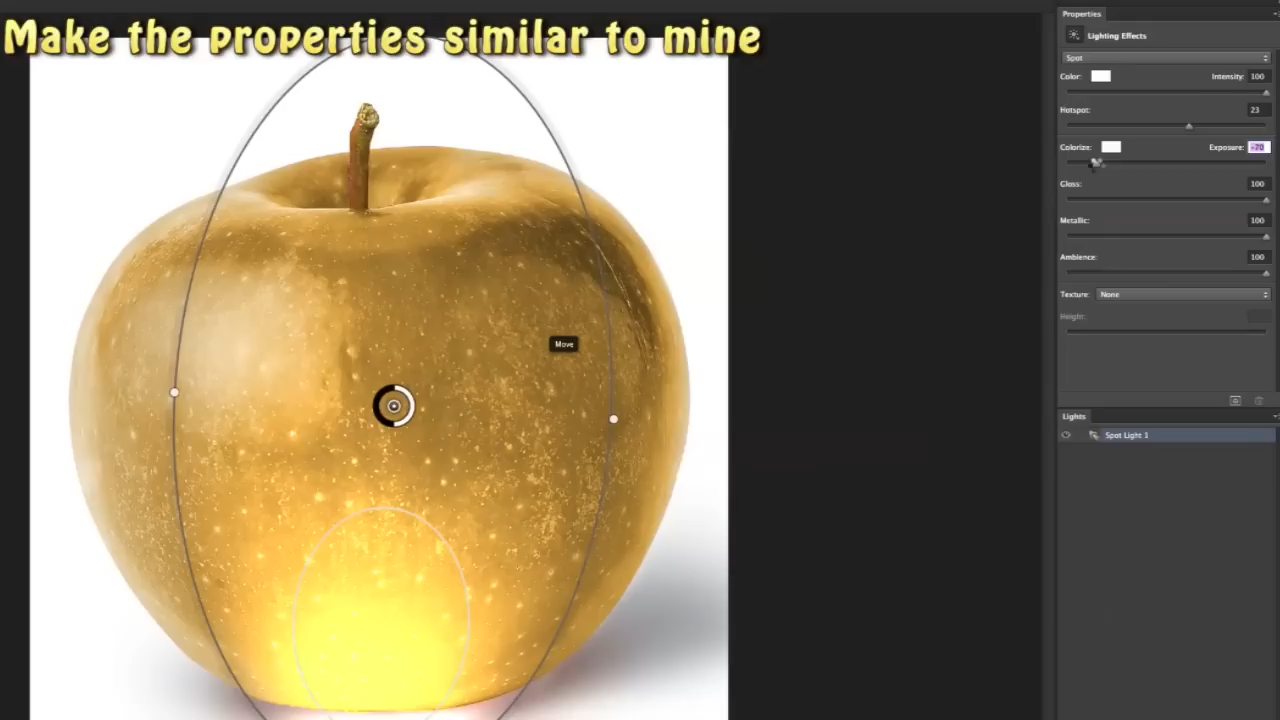 Make the properties similar to mine
Properties
Lighting Effects
Spot
Color: Intensity: 100
Hotspot: 23
Colorize: Exposure: -70
Gloss: 100
Metallic: 100
Ambience: 100
Texture: None
Height:
Move
Lights
Spot Light 1